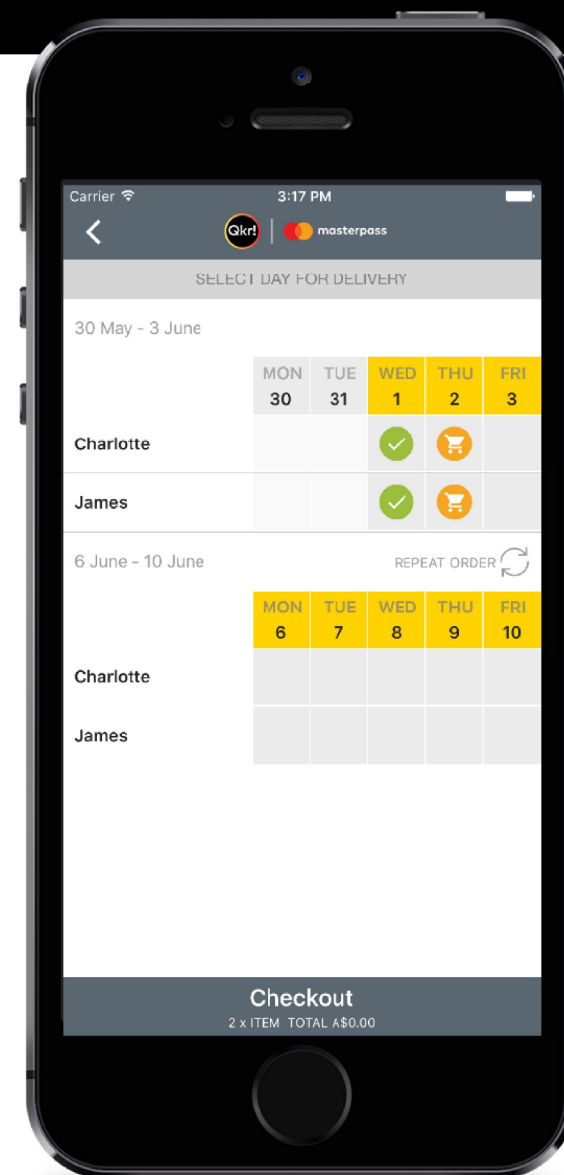 Carrier 3:17 PM
Qkr! masterpass
SELECT DAY FOR DELIVERY
30 May - 3 June
MON TUE WED THU FRI
30 31 1 2 3
Charlotte
James
6 June - 10 June REPEAT ORDER
MON TUE WED THU FRI
6 7 8 9 10
Charlotte
James
Checkout
2 x ITEM TOTAL A$0.00